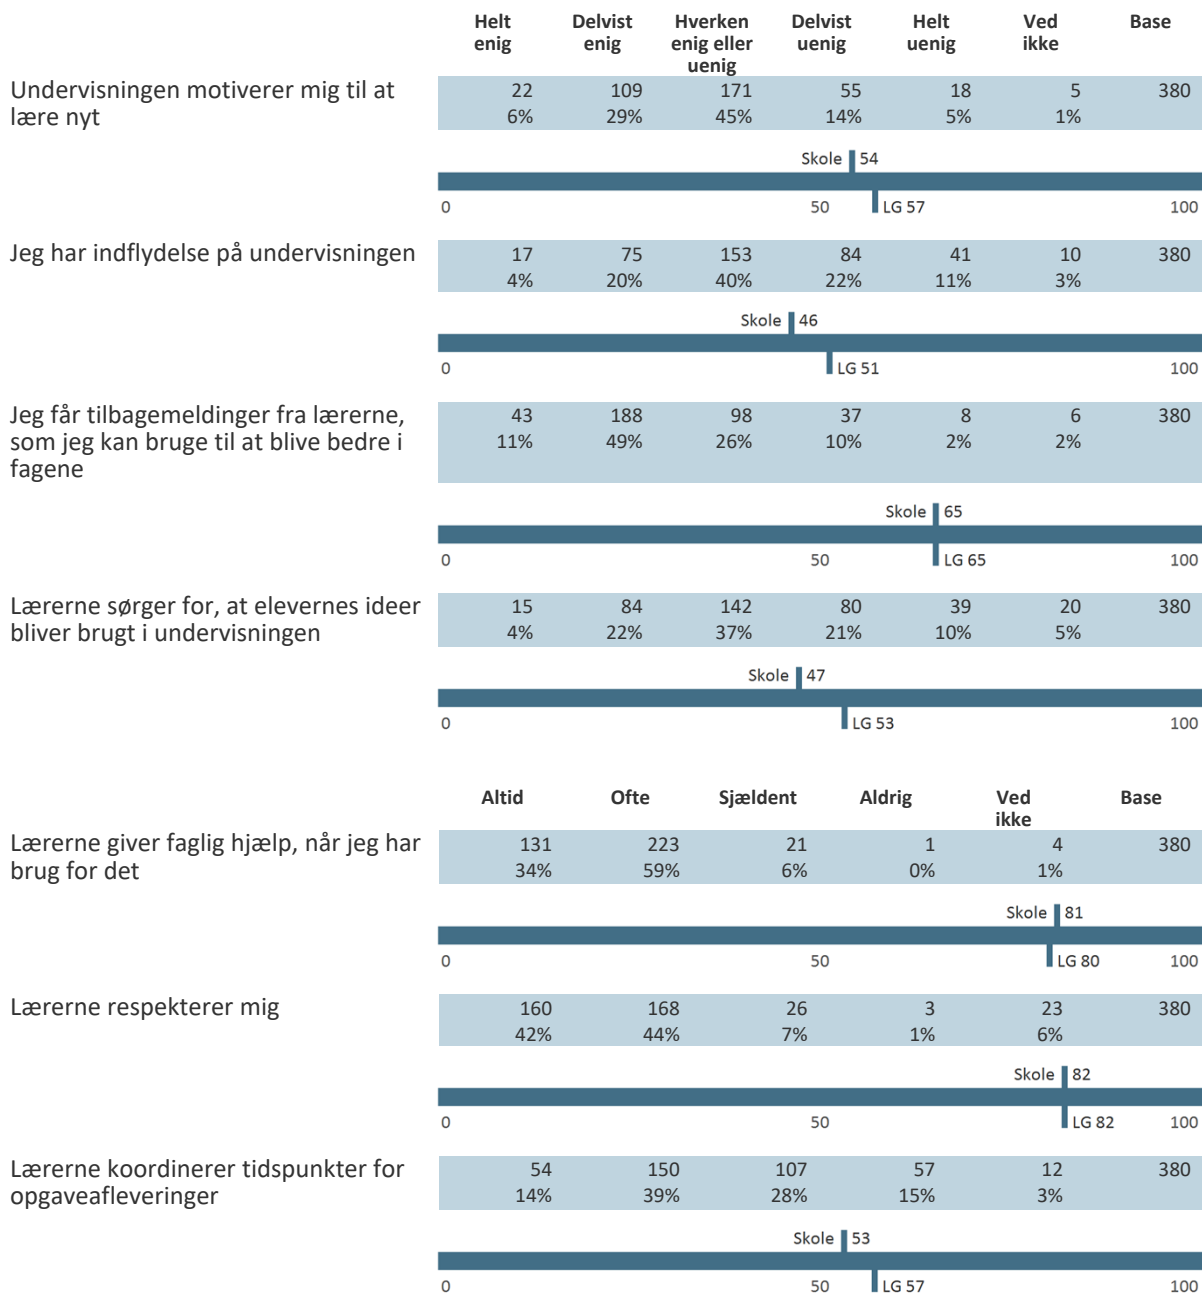 Helt Delvist Hverken Delvist Helt Ved Base
enig enig enig eller uenig uenig ikke
uenig
Undervisningen motiverer mig til at 22 109 171 55 18 5 380
lære nyt 6% 29% 45% 14% 5% 1%
Skole 54
0 50 LG 57 100
Jeg har indflydelse på undervisningen 17 75 153 84 41 10 380
4% 20% 40% 22% 11% 3%
Skole 46
0 LG 51 100
Jeg får tilbagemeldinger fra lærerne, 43 188 98 37 8 6 380
som jeg kan bruge til at blive bedre i 11% 49% 26% 10% 2% 2%
fagene
Skole 65
0 50 LG 65 100
Lærerne sørger for, at elevernes ideer 15 84 142 80 39 20 380
bliver brugt i undervisningen 4% 22% 37% 21% 10% 5%
Skole 47
0 LG 53 100
Altid Ofte Sjældent Aldrig Ved Base
ikke
Lærerne giver faglig hjælp, når jeg har 131 223 21 1 4 380
brug for det 34% 59% 6% 0% 1%
Skole 81
0 50 LG 80 100
Lærerne respekterer mig 160 168 26 3 23 380
42% 44% 7% 1% 6%
Skole 82
0 50 LG 82 100
Lærerne koordinerer tidspunkter for 54 150 107 57 12 380
opgaveafleveringer 14% 39% 28% 15% 3%
Skole 53
0 50 LG 57 100